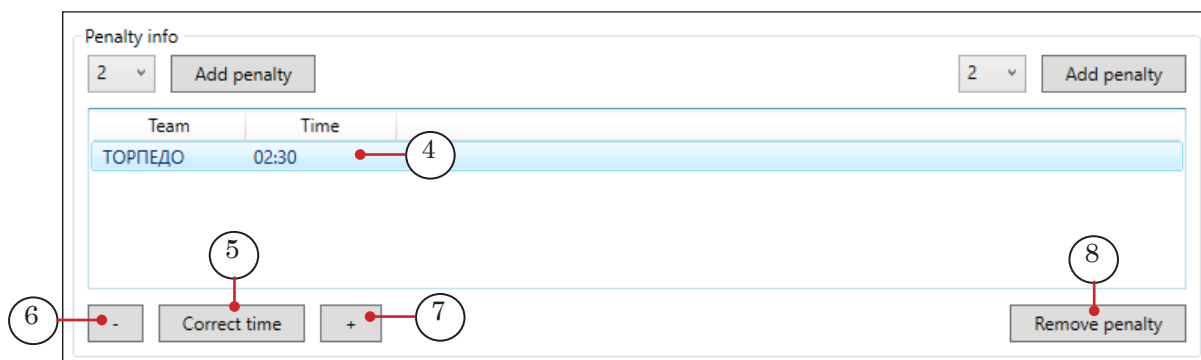 Penalty info
2 Add penalty 2 Add penalty
Team Time
ТОРПЕДО 02:30 4
5 8
6 - Correct time + 7 Remove penalty